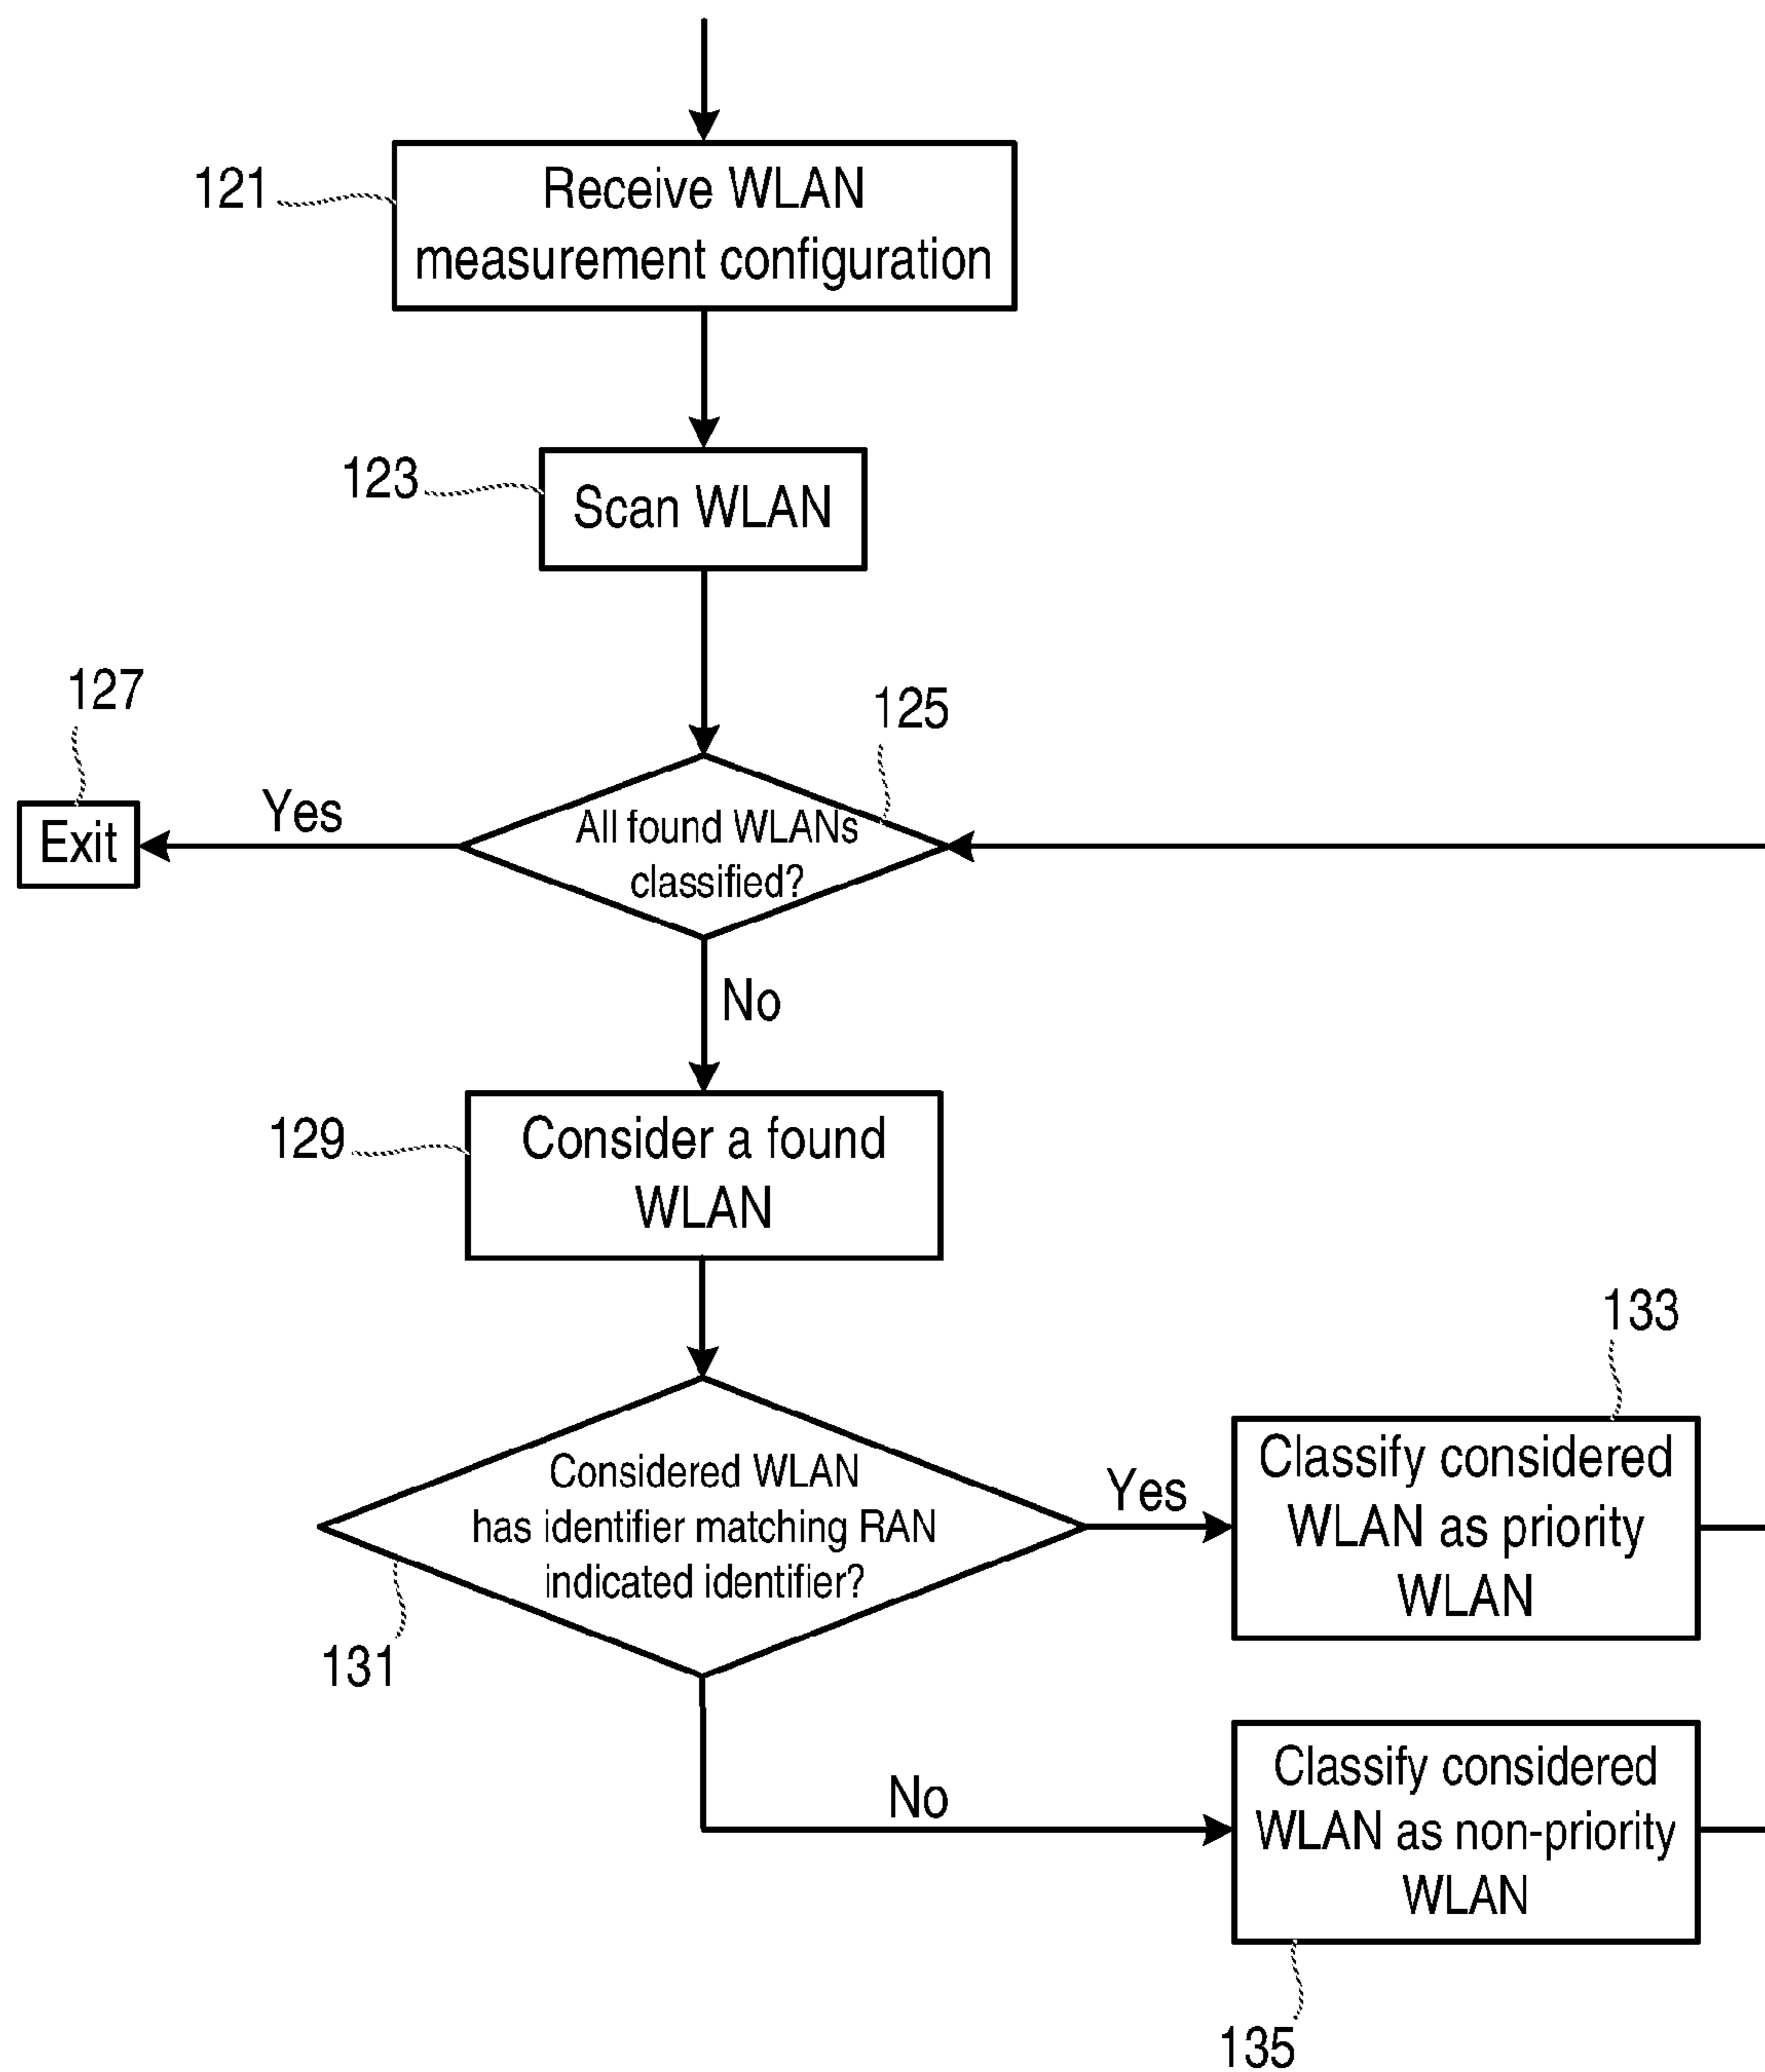 121
Receive WLAN
measurement configuration
123
Scan WLAN
127
125
Exit
Yes
All found WLANs
classified?
No
129
Consider a found
WLAN
133
Considered WLAN
has identifier matching RAN
indicated identifier?
131
Yes
Classify considered
WLAN as priority
WLAN
No
Classify considered
WLAN as non-priority
WLAN
135